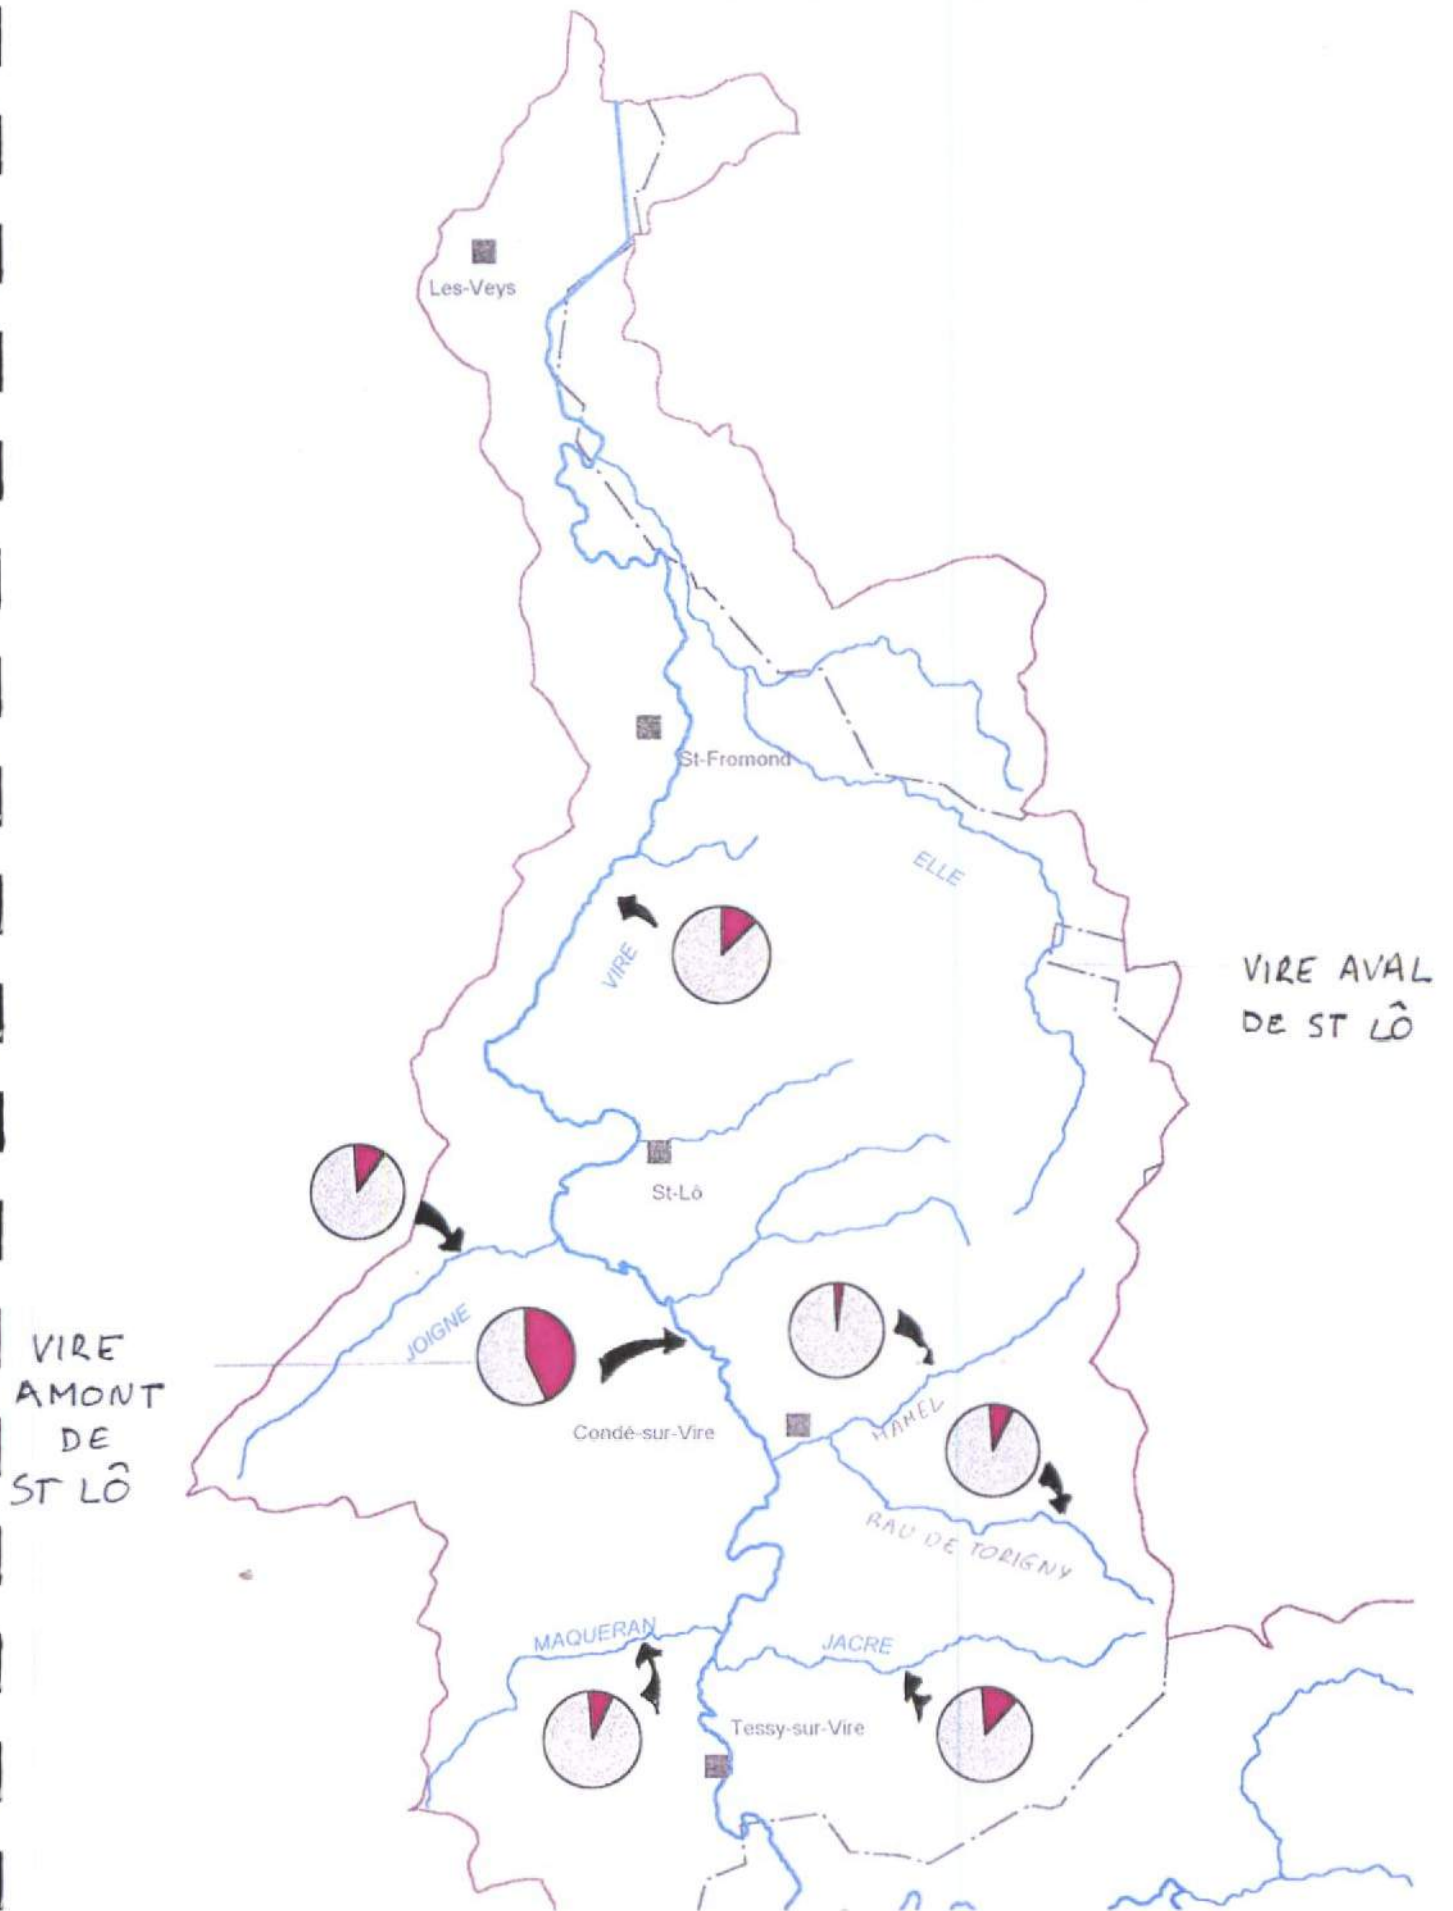 Les-Veys
St-Fromond
ELLE
VIRE
VIRE AVAL
DE ST LÔ
St-Lô
JOIGNE
VIRE
AMONT
DE
ST LÔ
Condé-sur-Vire
HAMEL
RAU DE TORIGNY
MAQUERAN
JACRE
Tessy-sur-Vire